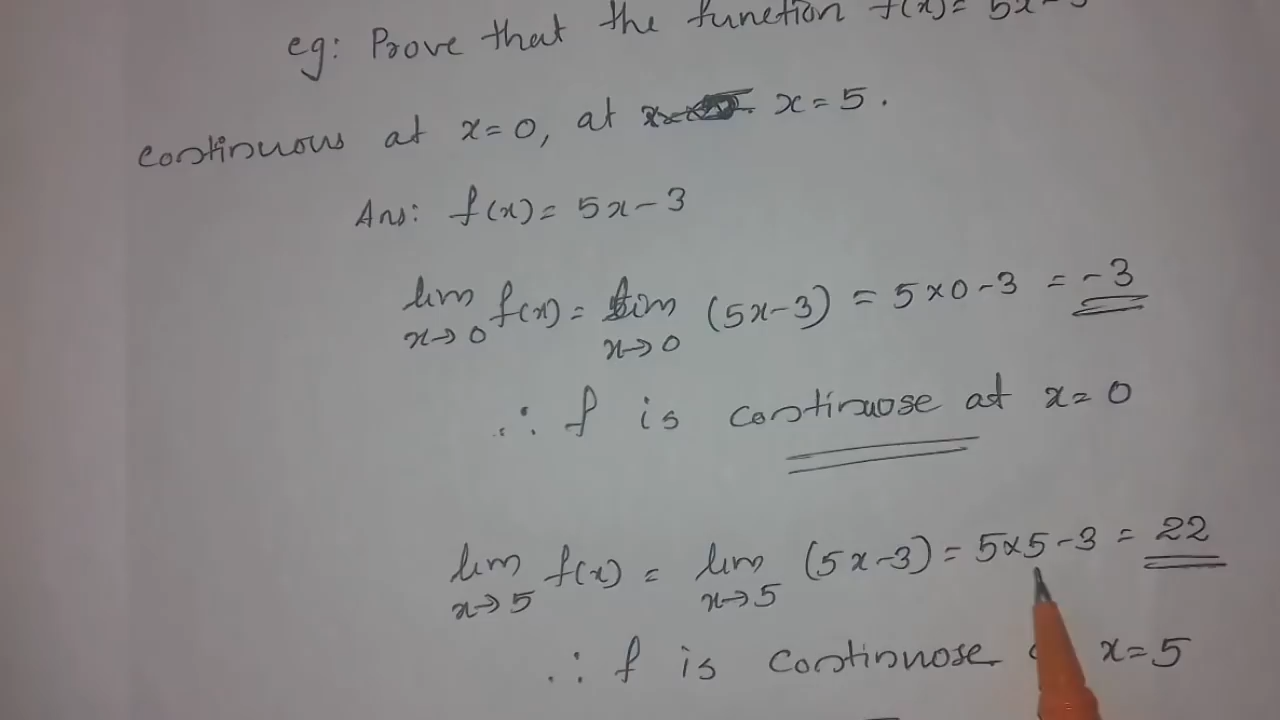 eg: Prove that the function f(x) = 5x-3
continuous at x=0, at x=5.
Ans: f(x) = 5x-3
lim x→0 f(x) = lim x→0 (5x-3) = 5×0-3 = -3
∴ f is continuose at x=0
lim x→5 f(x) = lim x→5 (5x-3) = 5×5-3 = 22
∴ f is continuose x=5